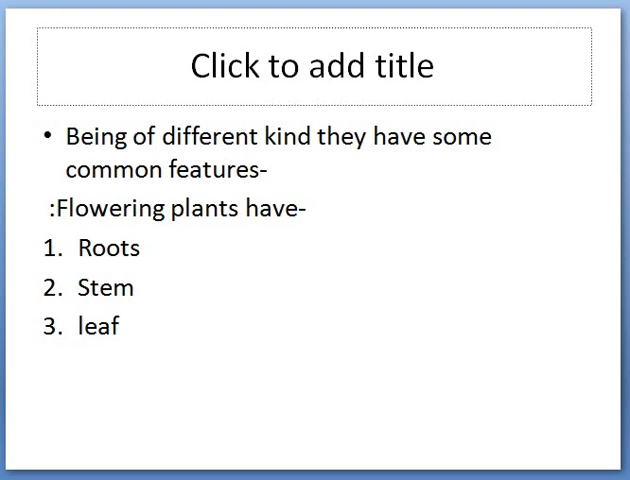 Click to add title
• Being of different kind they have some
common features-
:Flowering plants have-
1. Roots
2. Stem
3. leaf